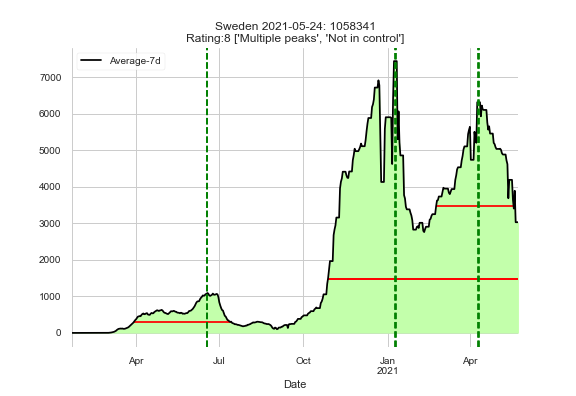 Sweden 2021-05-24: 1058341
Rating:8 ['Multiple peaks', 'Not in control']
Average-7d
7000
6000
5000
4000
3000
2000
1000
0
Apr Jul Oct Jan Apr
2021
Date